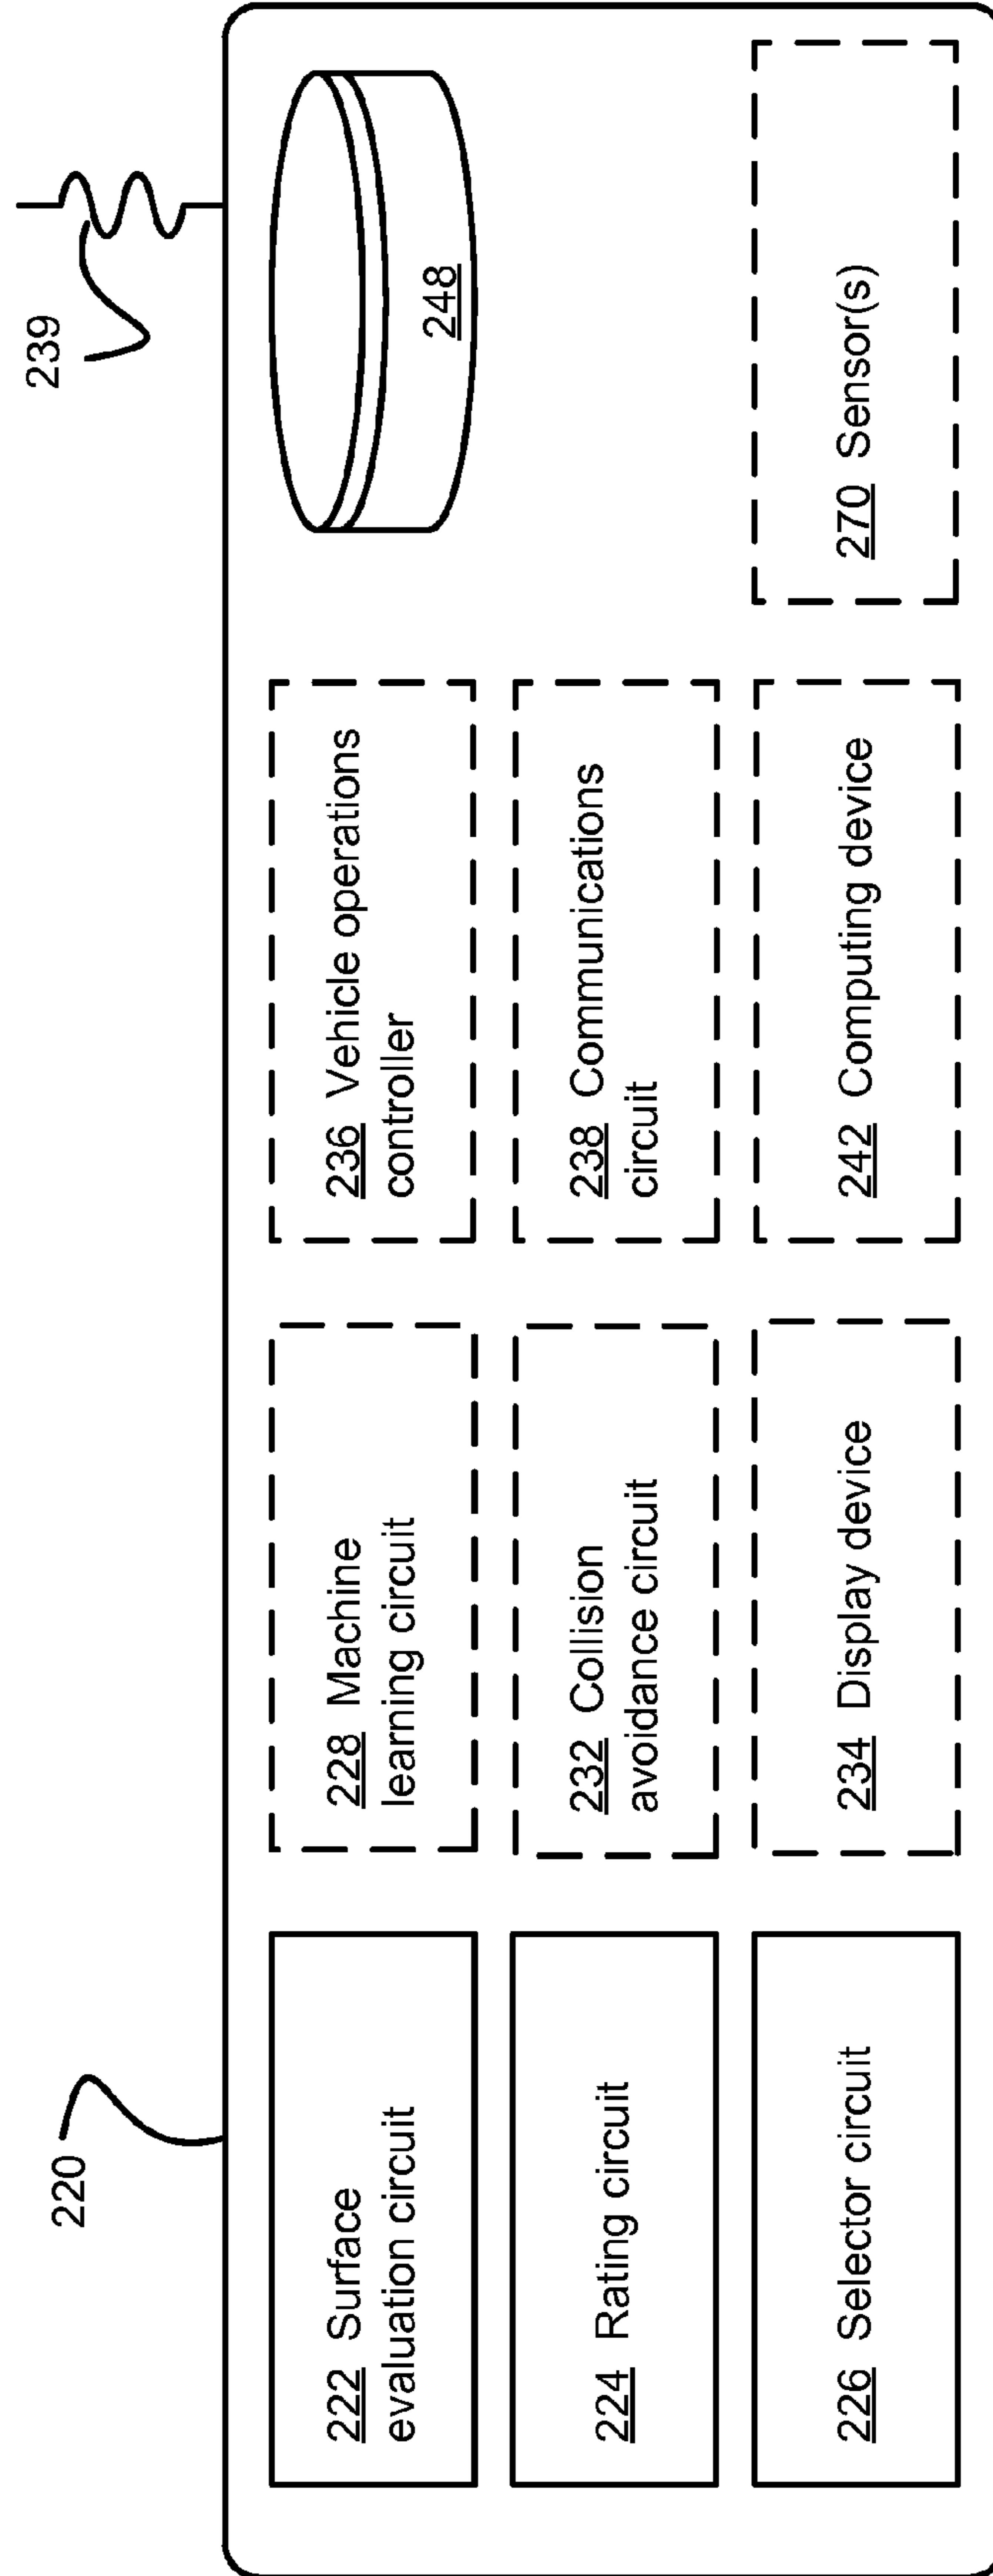 220
239
222 Surface
evaluation circuit
224 Rating circuit
226 Selector circuit
228 Machine
learning circuit
232 Collision
avoidance circuit
234 Display device
236 Vehicle operations
controller
238 Communications
circuit
242 Computing device
248
270 Sensor(s)